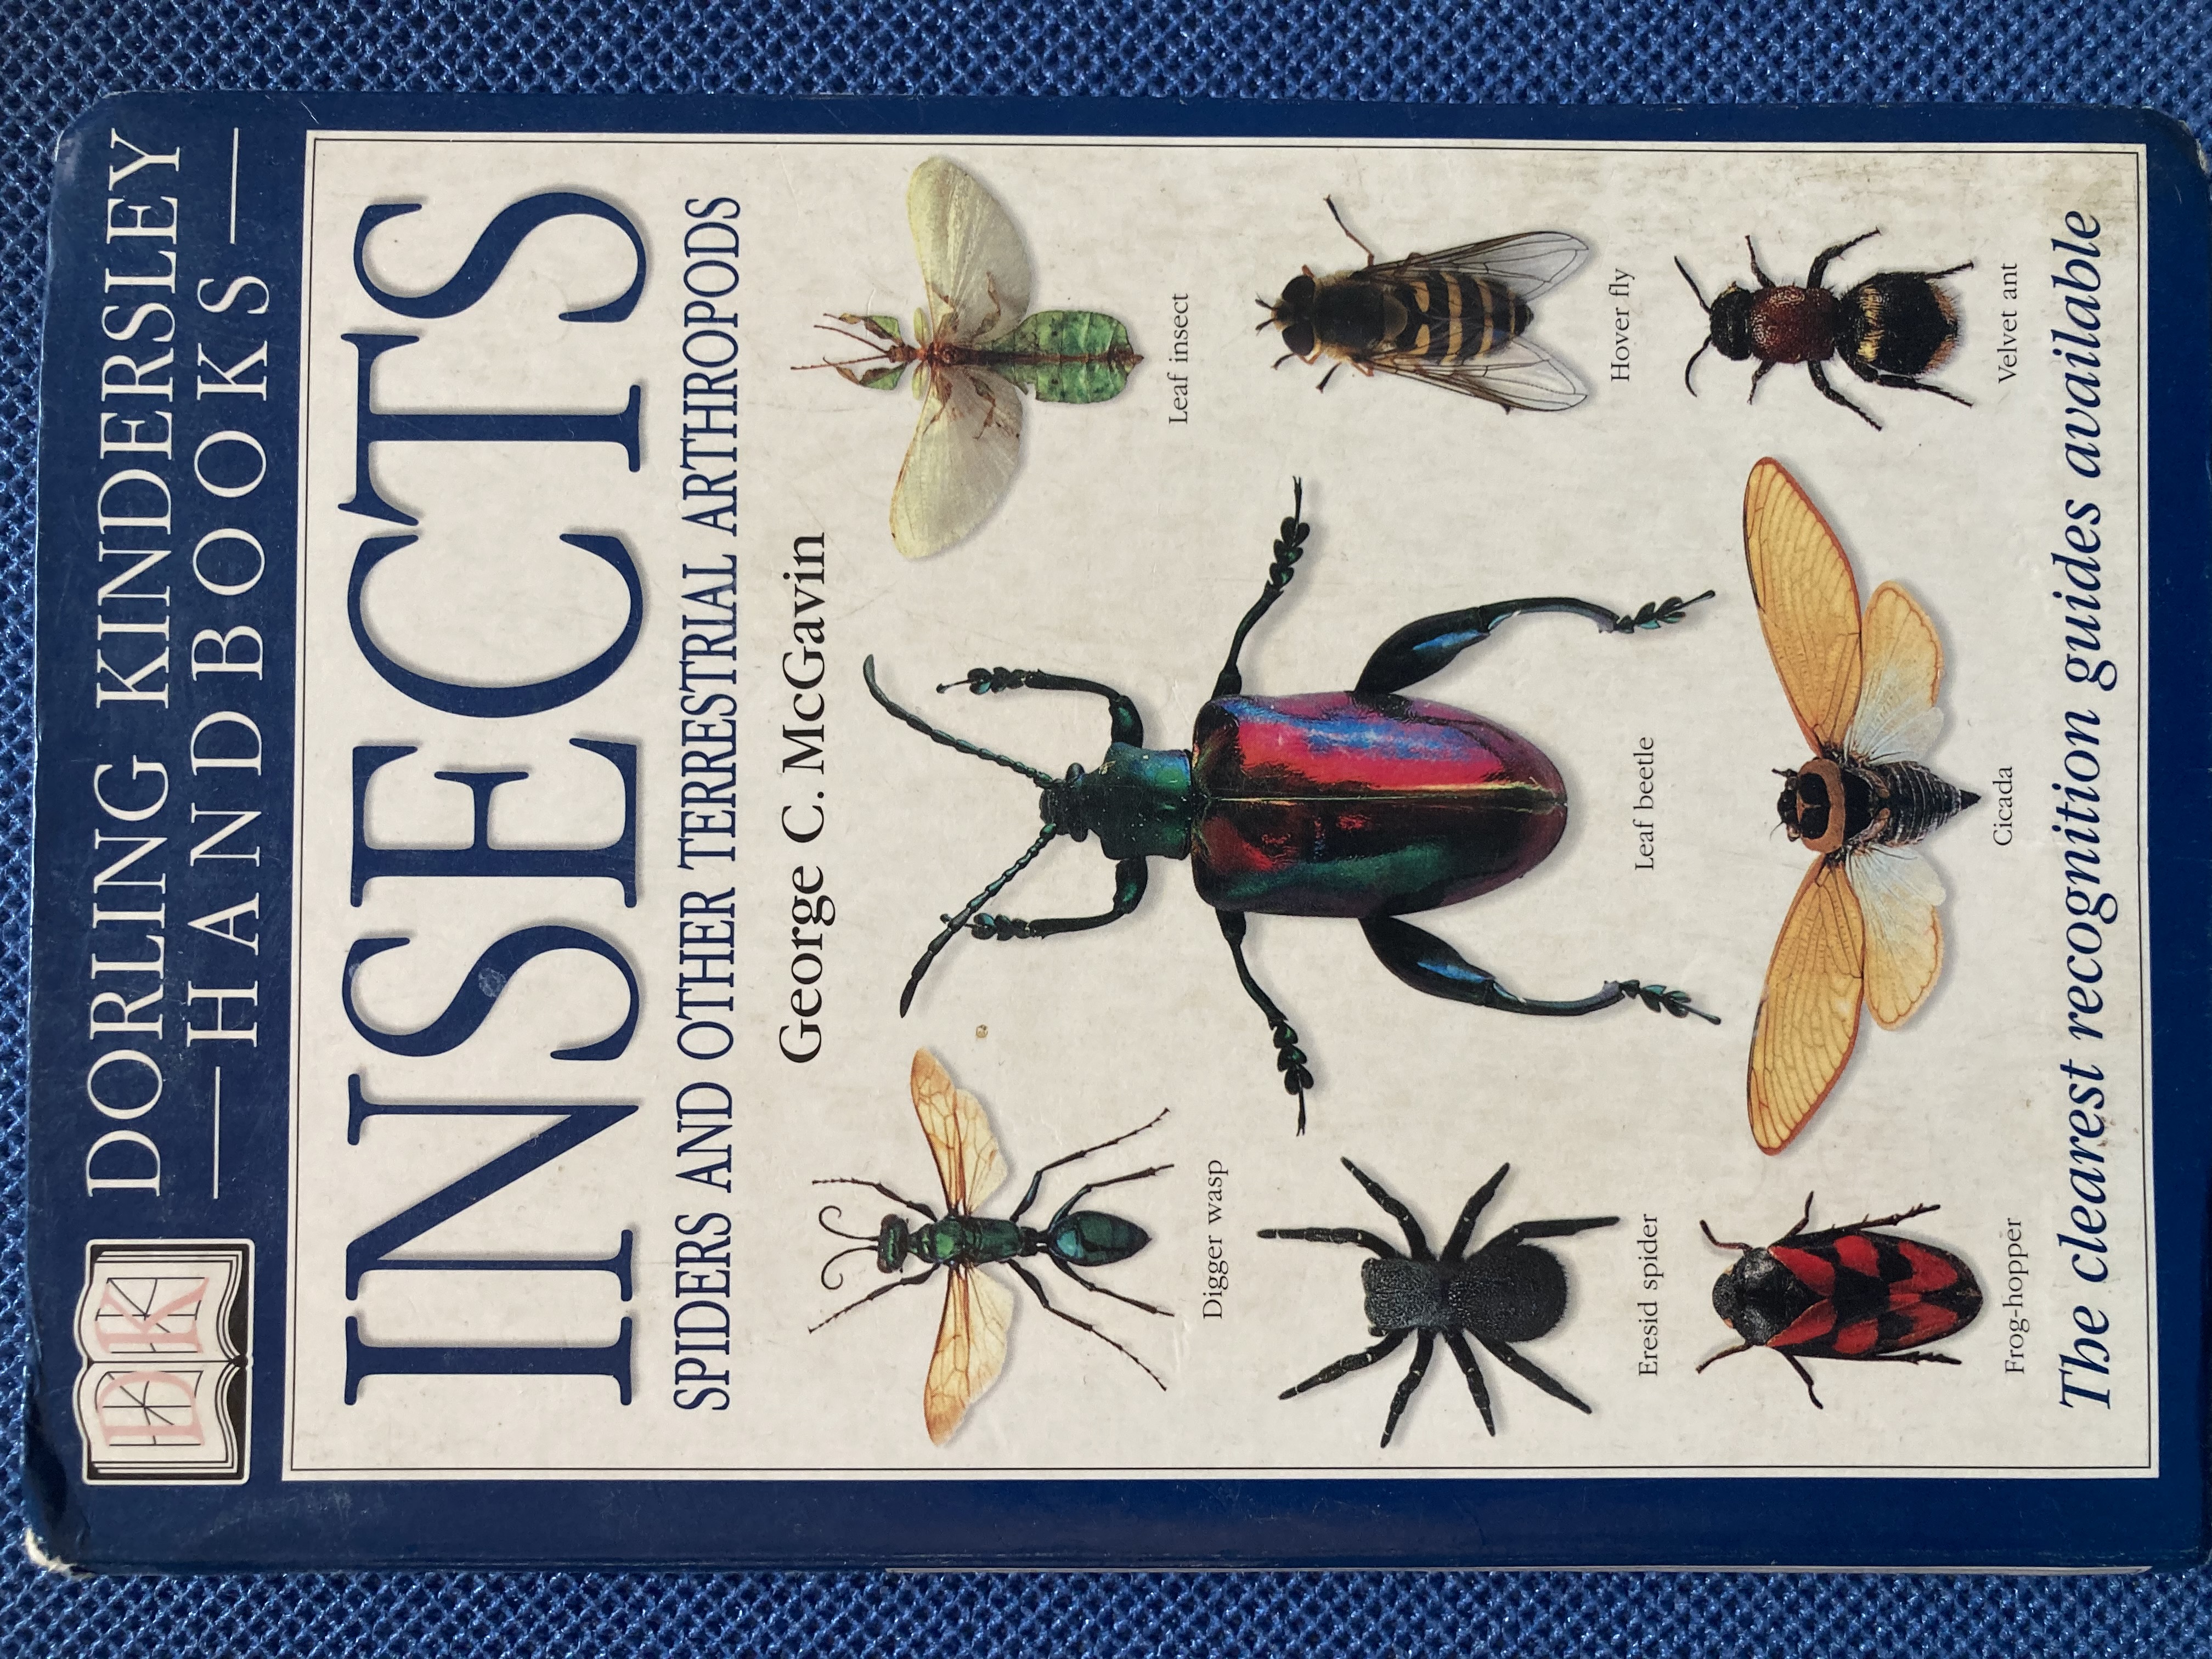 DK
DORLING KINDERSLEY
HANDBOOKS
INSECTS
SPIDERS AND OTHER TERRESTRIAL ARTHROPODS
George C. McGavin
Digger wasp
Leaf insect
Eresid spider
Leaf beetle
Hover fly
Frog-hopper
Cicada
Velvet ant
The clearest recognition guides available